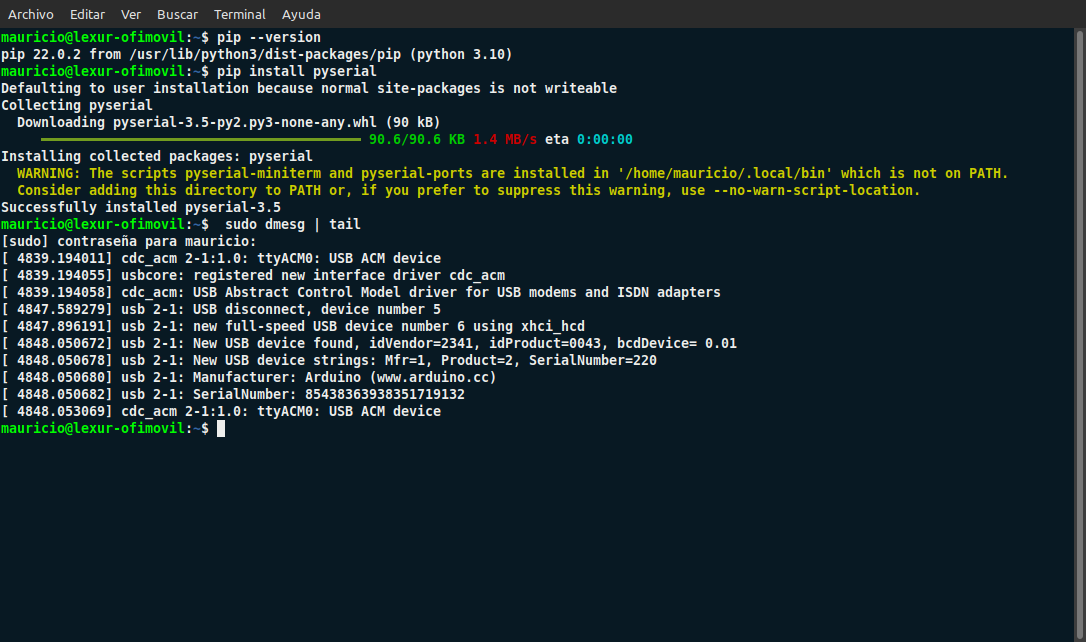 Archivo Editar Ver Buscar Terminal Ayuda
mauricio@lexur-ofimovil:~$ pip --version
pip 22.0.2 from /usr/lib/python3/dist-packages/pip (python 3.10)
mauricio@lexur-ofimovil:~$ pip install pyserial
Defaulting to user installation because normal site-packages is not writeable
Collecting pyserial
  Downloading pyserial-3.5-py2.py3-none-any.whl (90 kB)
90.6/90.6 KB 1.4 MB/s eta 0:00:00
Installing collected packages: pyserial
  WARNING: The scripts pyserial-miniterm and pyserial-ports are installed in '/home/mauricio/.local/bin' which is not on PATH.
  Consider adding this directory to PATH or, if you prefer to suppress this warning, use --no-warn-script-location.
Successfully installed pyserial-3.5
mauricio@lexur-ofimovil:~$  sudo dmesg | tail
[sudo] contraseña para mauricio:
[ 4839.194011] cdc_acm 2-1:1.0: ttyACM0: USB ACM device
[ 4839.194055] usbcore: registered new interface driver cdc_acm
[ 4839.194058] cdc_acm: USB Abstract Control Model driver for USB modems and ISDN adapters
[ 4847.589279] usb 2-1: USB disconnect, device number 5
[ 4847.896191] usb 2-1: new full-speed USB device number 6 using xhci_hcd
[ 4848.050672] usb 2-1: New USB device found, idVendor=2341, idProduct=0043, bcdDevice= 0.01
[ 4848.050678] usb 2-1: New USB device strings: Mfr=1, Product=2, SerialNumber=220
[ 4848.050680] usb 2-1: Manufacturer: Arduino (www.arduino.cc)
[ 4848.050682] usb 2-1: SerialNumber: 85438363938351719132
[ 4848.053069] cdc_acm 2-1:1.0: ttyACM0: USB ACM device
mauricio@lexur-ofimovil:~$